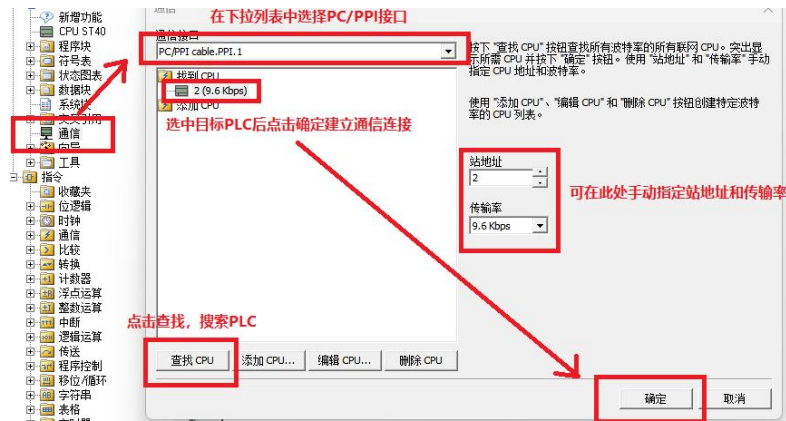 新增功能
CPU ST40
程序块
符号表
状态图表
数据块
系统块
交叉引用
通信
向导
工具
指令
收藏夹
位逻辑
时钟
通信
比较
转换
计数器
浮点运算
整数运算
中断
逻辑运算
传送
程序控制
移位/循环
字符串
表格
在下拉列表中选择PC/PPI接口
通信
通信接口
PC/PPI cable.PPI.1
找到 CPU
2 (9.6 Kbps)
添加 CPU
选中目标PLC后点击确定建立通信连接
按下 "查找 CPU" 按钮查找所有波特率的所有联网 CPU。突出显
示所需 CPU 并按下 "确定" 按钮。使用 "站地址" 和 "传输率" 手动
指定 CPU 地址和波特率。
使用 "添加 CPU"、"编辑 CPU" 和 "删除 CPU" 按钮创建特定波特
率的 CPU 列表。
站地址
2
可在此处手动指定站地址和传输率
传输率
9.6 Kbps
点击查找，搜索PLC
查找 CPU
添加 CPU...
编辑 CPU...
删除 CPU
确定
取消